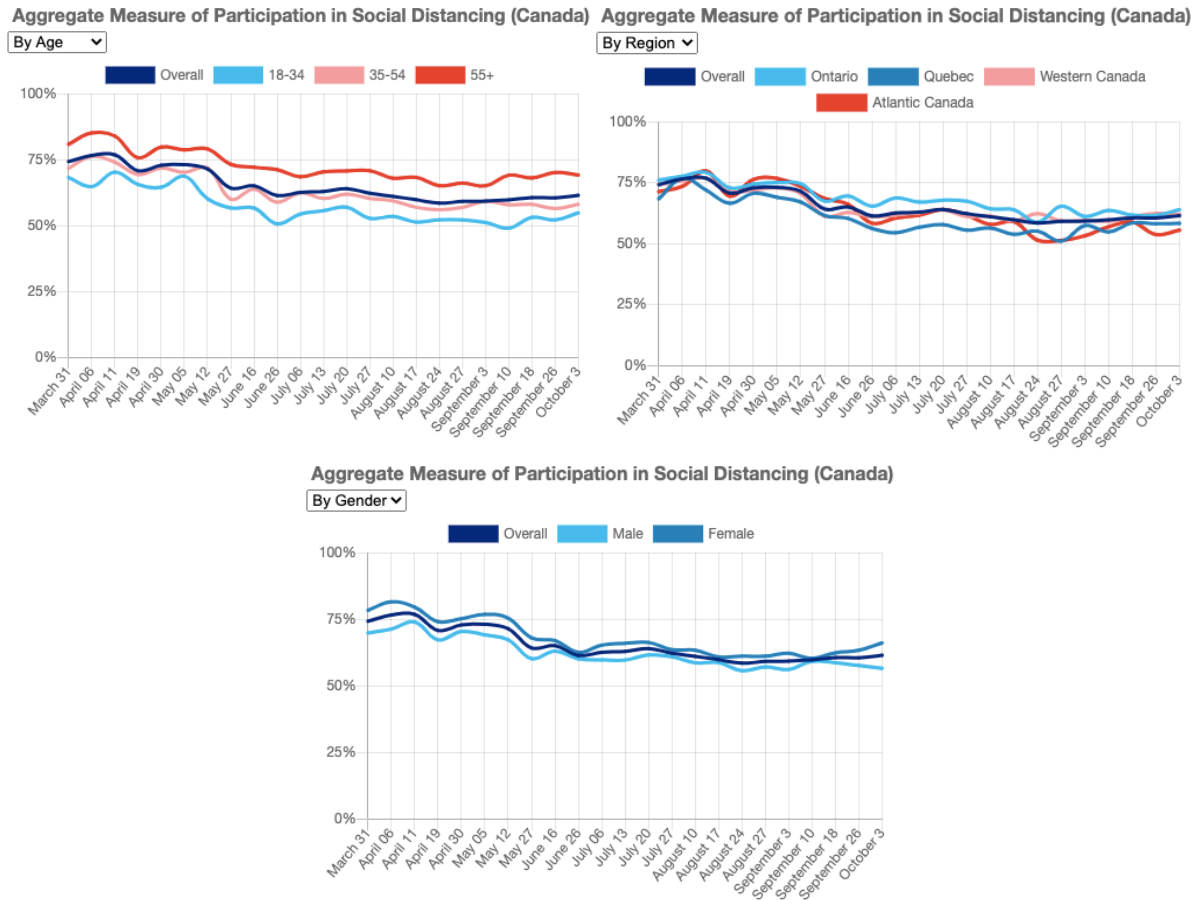 Aggregate Measure of Participation in Social Distancing (Canada)
By Age
Overall 18-34 35-54 55+
100%
75%
50%
25%
0%
March 31 April 06 April 11 April 19 April 30 May 05 May 12 May 27 June 16 June 26 July 06 July 13 July 20 July 27 August 10 August 17 August 24 August 27 September 3 September 10 September 18 September 26 October 3
Aggregate Measure of Participation in Social Distancing (Canada)
By Region
Overall Ontario Quebec Western Canada
Atlantic Canada
100%
75%
50%
25%
0%
March 31 April 06 April 11 April 19 April 30 May 05 May 12 May 27 June 16 June 26 July 06 July 13 July 20 July 27 August 10 August 17 August 24 August 27 September 3 September 10 September 18 September 26 October 3
Aggregate Measure of Participation in Social Distancing (Canada)
By Gender
Overall Male Female
100%
75%
50%
25%
0%
March 31 April 06 April 11 April 19 April 30 May 05 May 12 May 27 June 16 June 26 July 06 July 13 July 20 July 27 August 10 August 17 August 24 August 27 September 3 September 10 September 18 September 26 October 3